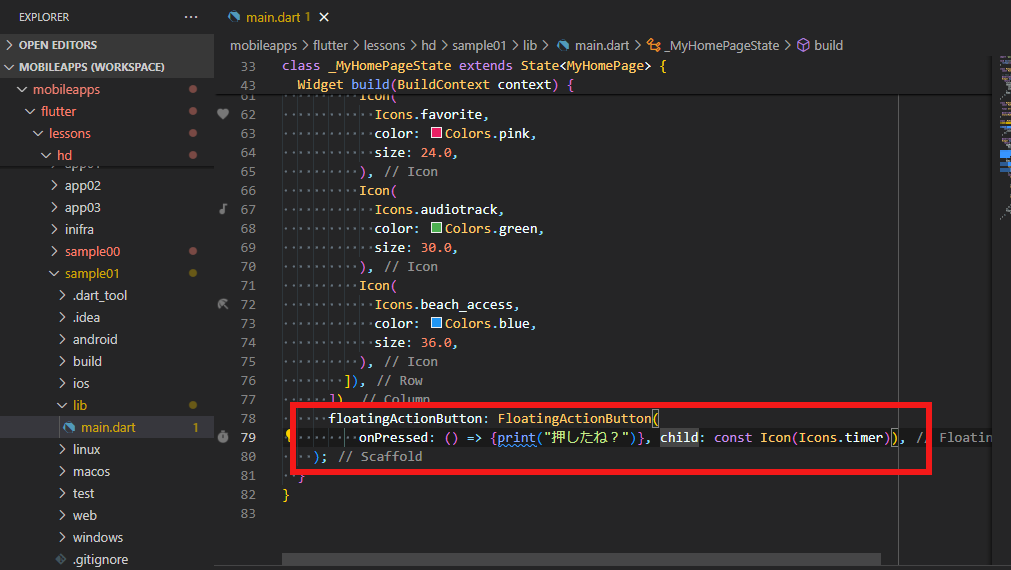 EXPLORER
···
main.dart 1 ×
OPEN EDITORS
MOBILEAPPS (WORKSPACE)
mobileapps
flutter
lessons
hd
app02
app03
inifra
sample00
sample01
.dart_tool
.idea
android
build
ios
lib
main.dart 1
linux
macos
test
web
windows
.gitignore
mobileapps > flutter > lessons > hd > sample01 > lib > main.dart > _MyHomePageState > build
33 class _MyHomePageState extends State<MyHomePage> {
43 Widget build(BuildContext context) {
61 Icon(
62 Icons.favorite,
63 color: Colors.pink,
64 size: 24.0,
65 ), // Icon
66 Icon(
67 Icons.audiotrack,
68 color: Colors.green,
69 size: 30.0,
70 ), // Icon
71 Icon(
72 Icons.beach_access,
73 color: Colors.blue,
74 size: 36.0,
75 ), // Icon
76 ]), // Row
77 ]), // Column
78 floatingActionButton: FloatingActionButton(
79 onPressed: () => {print("押したね？")}, child: const Icon(Icons.timer)), // Floatin
80 ); // Scaffold
81 }
82 }
83